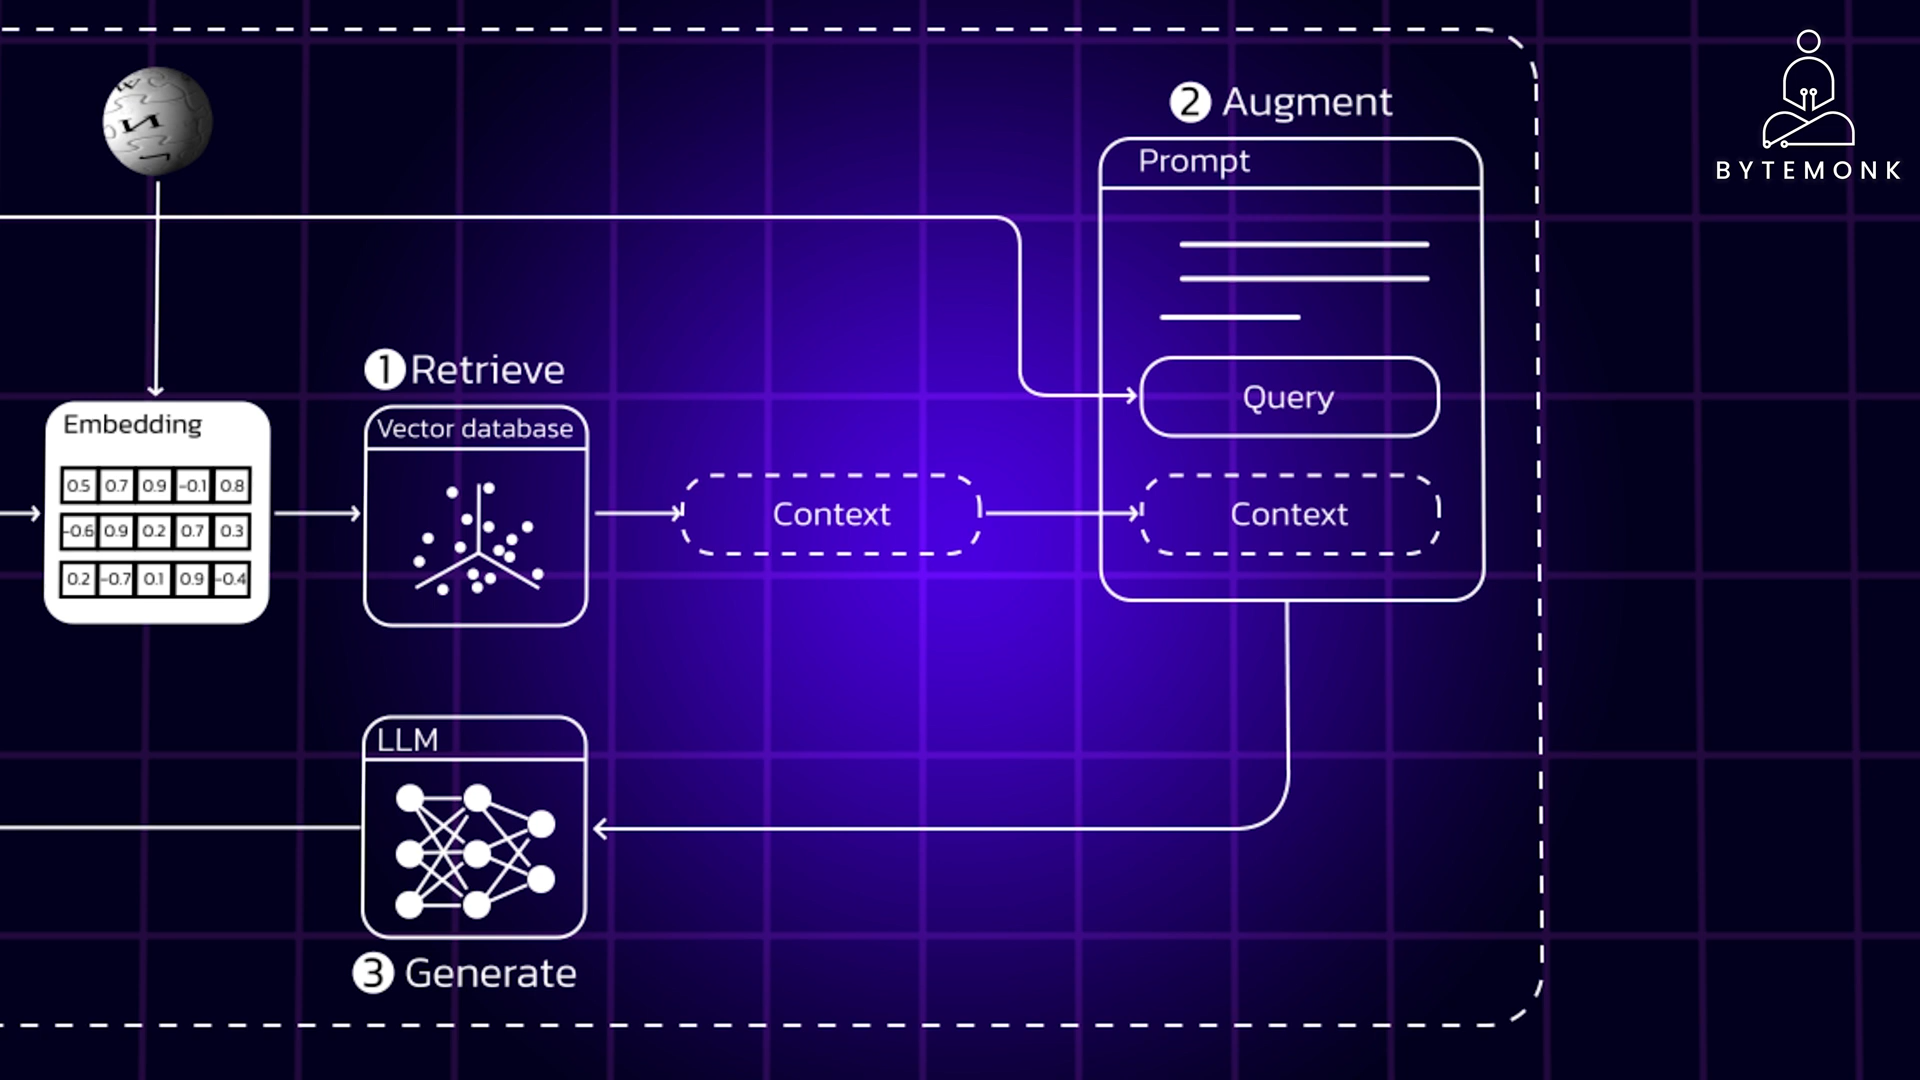 2 Augment
BYTEMONK
Prompt
Query
Context
1 Retrieve
Vector database
Context
Embedding
0.5 0.7 0.9 -0.1 0.8
-0.6 0.9 0.2 0.7 0.3
0.2 -0.7 0.1 0.9 -0.4
LLM
3 Generate